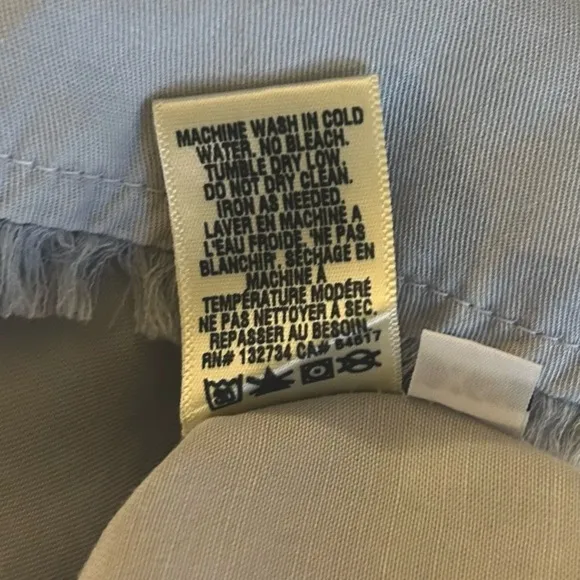 MACHINE WASH IN COLD
WATER. NO BLEACH.
TUMBLE DRY LOW.
DO NOT DRY CLEAN.
IRON AS NEEDED.
LAVER EN MACHINE A
L'EAU FROIDE. NE PAS
BLANCHIR. SÉCHAGE EN
MACHINE À
TEMPÉRATURE MODÉRÉ
NE PAS NETTOYER A SEC.
REPASSER AU BESOIN.
RN# 132734 CA# 54517